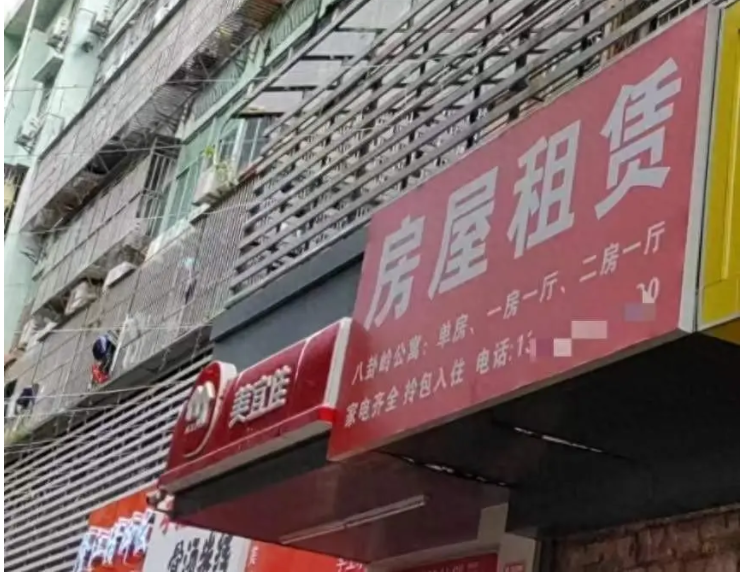 房屋租赁
八卦岭公寓：单房、一房一厅、二房一厅
家电齐全 拎包入住 电话:13
美宜佳